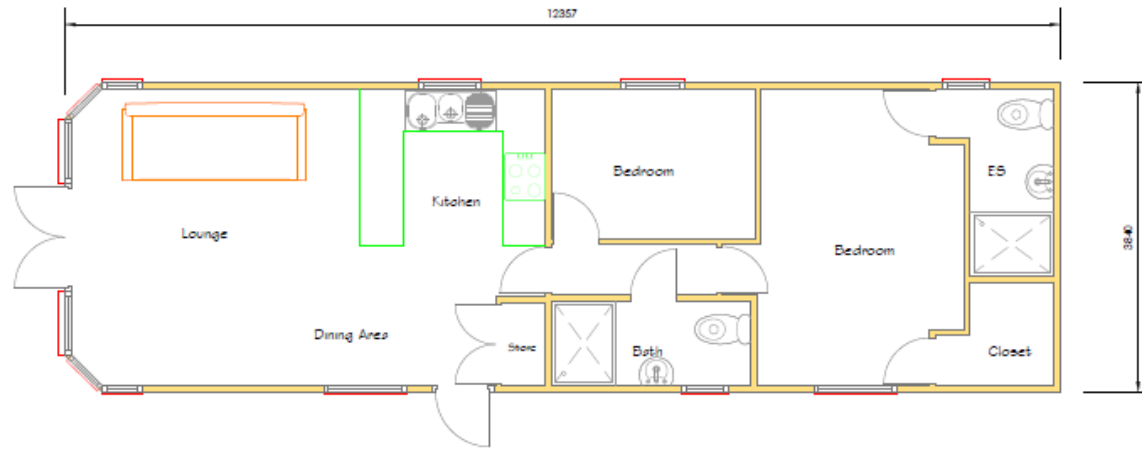 12357
Bedroom
ES
Kitchen
Lounge
3840
Bedroom
Dining Area
Store
Bath
Closet